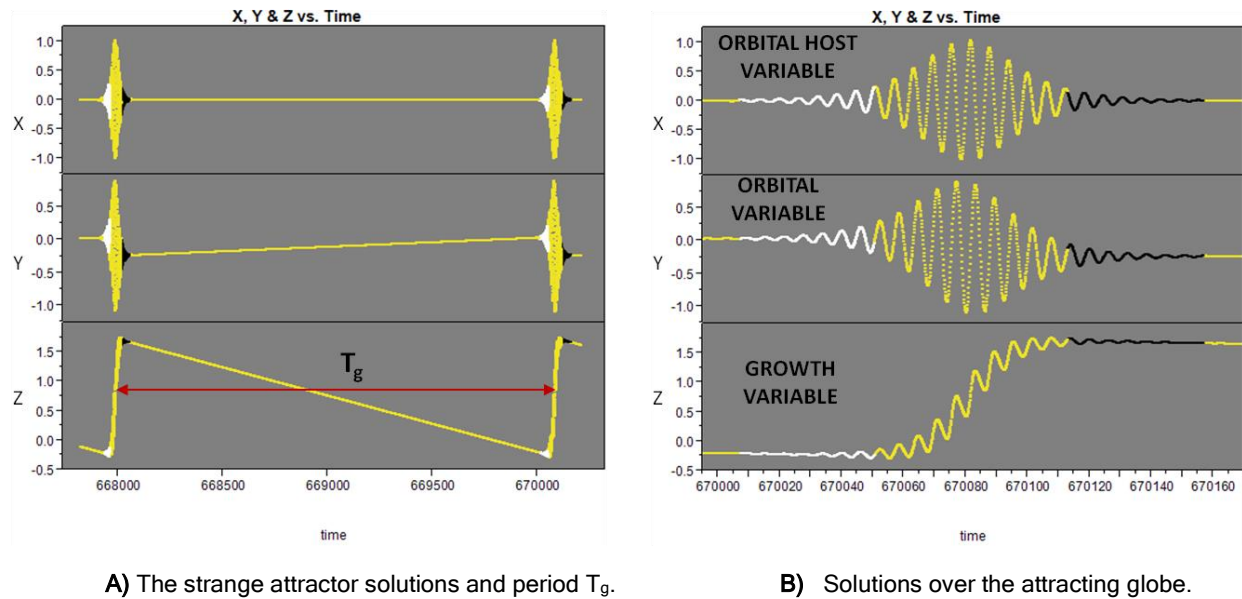 X, Y & Z vs. Time
1.0
0.5
0.0
X
-0.5
-1.0
0.5
0.0
Y
-0.5
-1.0
1.5
Tg
1.0
Z
0.5
0.0
-0.5
668000 668500 669000 669500 670000
time
A) The strange attractor solutions and period Tg.
X, Y & Z vs. Time
ORBITAL HOST
VARIABLE
1.0
0.5
0.0
X
-0.5
-1.0
ORBITAL
VARIABLE
0.5
0.0
Y
-0.5
-1.0
1.5
GROWTH
VARIABLE
1.0
Z
0.5
0.0
-0.5
670000 670020 670040 670060 670080 670100 670120 670140 670160
time
B) Solutions over the attracting globe.